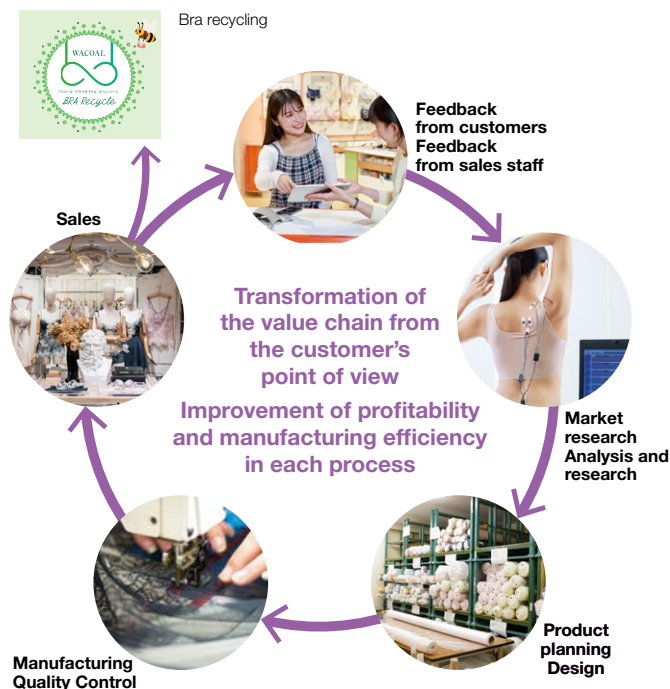 Bra recycling
WACOAL
BRA Recycle
Feedback
from customers
Feedback
from sales staff
Sales
Transformation of
the value chain from
the customer's
point of view
Improvement of profitability
and manufacturing efficiency
in each process
Market
research
Analysis and
research
Product
planning
Design
Manufacturing
Quality Control